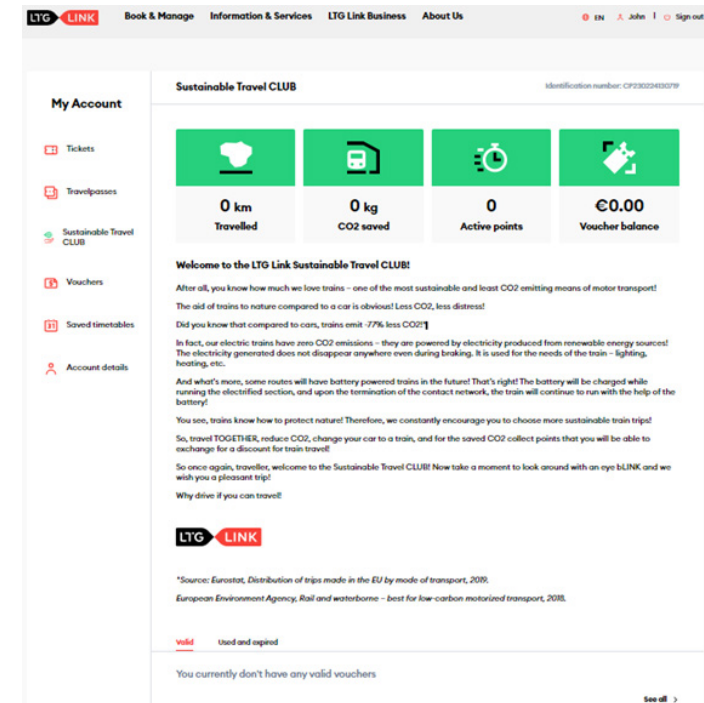 LTG LINK Book & Manage Information & Services LTG Link Business About Us EN John Sign out
Sustainable Travel CLUB Identification number: CP230224130719
My Account
Tickets
Travelpasses
Sustainable Travel
CLUB
Vouchers
Saved timetables
Account details
0 km
Travelled
0 kg
CO2 saved
0
Active points
€0.00
Voucher balance
Welcome to the LTG Link Sustainable Travel CLUB!
After all, you know how much we love trains – one of the most sustainable and least CO2 emitting means of motor transport!
The aid of trains to nature compared to a car is obvious! Less CO2, less distress!
Did you know that compared to cars, trains emit -77% less CO2!¶
In fact, our electric trains have zero CO2 emissions – they are powered by electricity produced from renewable energy sources!
The electricity generated does not disappear anywhere even during braking. It is used for the needs of the train – lighting,
heating, etc.
And what's more, some routes will have battery powered trains in the future! That's right! The battery will be charged while
running the electrified section, and upon the termination of the contact network, the train will continue to run with the help of the
battery!
You see, trains know how to protect nature! Therefore, we constantly encourage you to choose more sustainable train trips!
So, travel TOGETHER, reduce CO2, change your car to a train, and for the saved CO2 collect points that you will be able to
exchange for a discount for train travel!
So once again, traveller, welcome to the Sustainable Travel CLUB! Now take a moment to look around with an eye bLINK and we
wish you a pleasant trip!
Why drive if you can travel!
LTG LINK
*Source: Eurostat, Distribution of trips made in the EU by mode of transport, 2019.
European Environment Agency, Rail and waterborne – best for low-carbon motorized transport, 2018.
Valid Used and expired
You currently don't have any valid vouchers
See all >